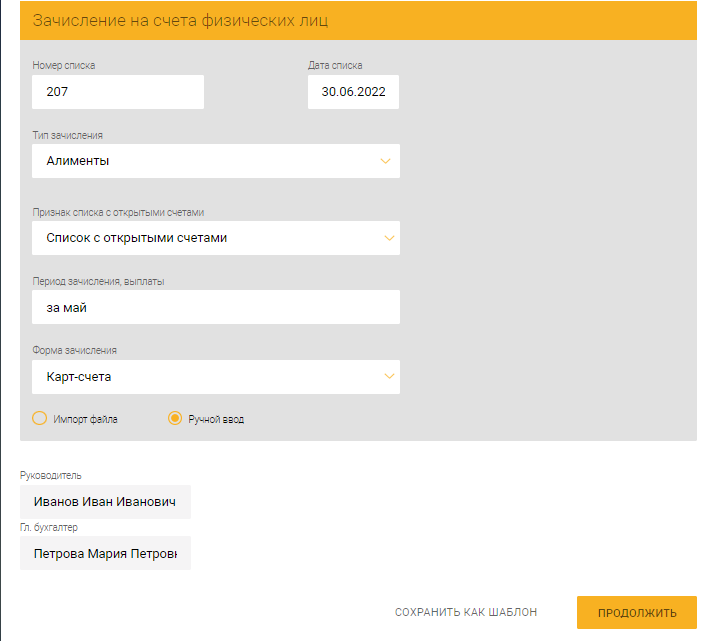 Зачисление на счета физических лиц
Номер списка Дата списка
207 30.06.2022
Тип зачисления
Алименты
Признак списка с открытыми счетами
Список с открытыми счетами
Период зачисления, выплаты
за май
Форма зачисления
Карт-счета
Импорт файла Ручной ввод
Руководитель
Иванов Иван Иванович
Гл. бухгалтер
Петрова Мария Петров
СОХРАНИТЬ КАК ШАБЛОН ПРОДОЛЖИТЬ